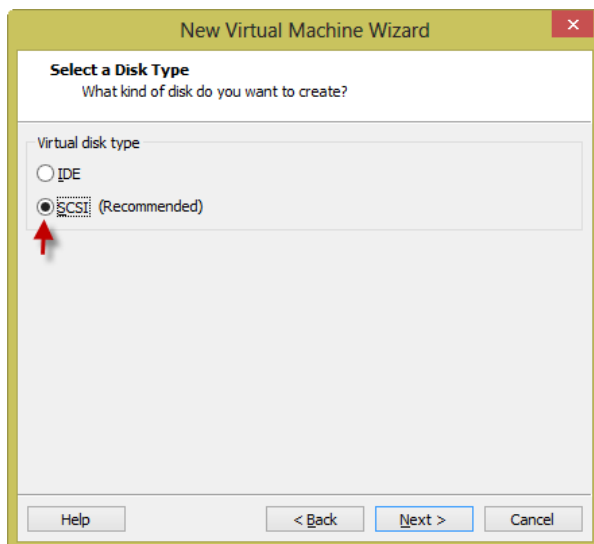 New Virtual Machine Wizard
Select a Disk Type
What kind of disk do you want to create?
Virtual disk type
IDE
SCSI (Recommended)
Help < Back Next > Cancel